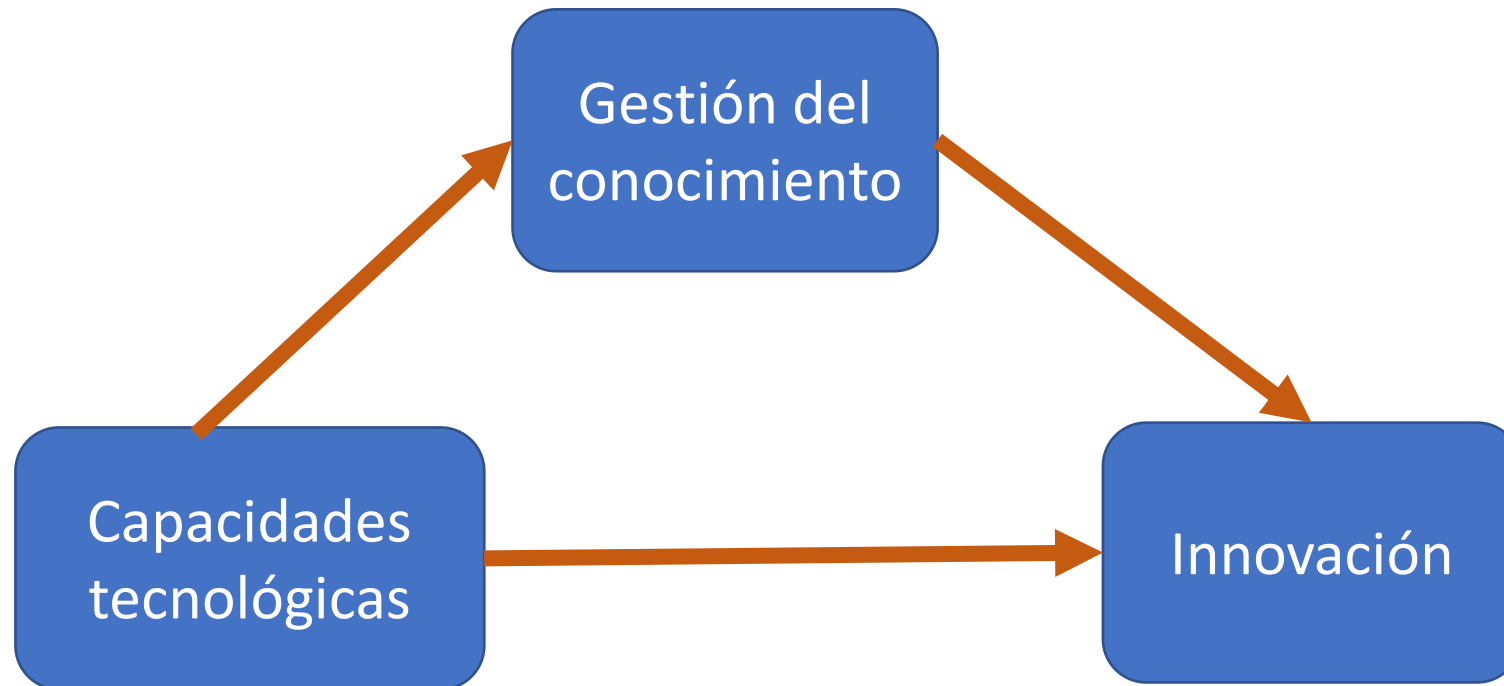 Gestión del
conocimiento
Capacidades
tecnológicas
Innovación